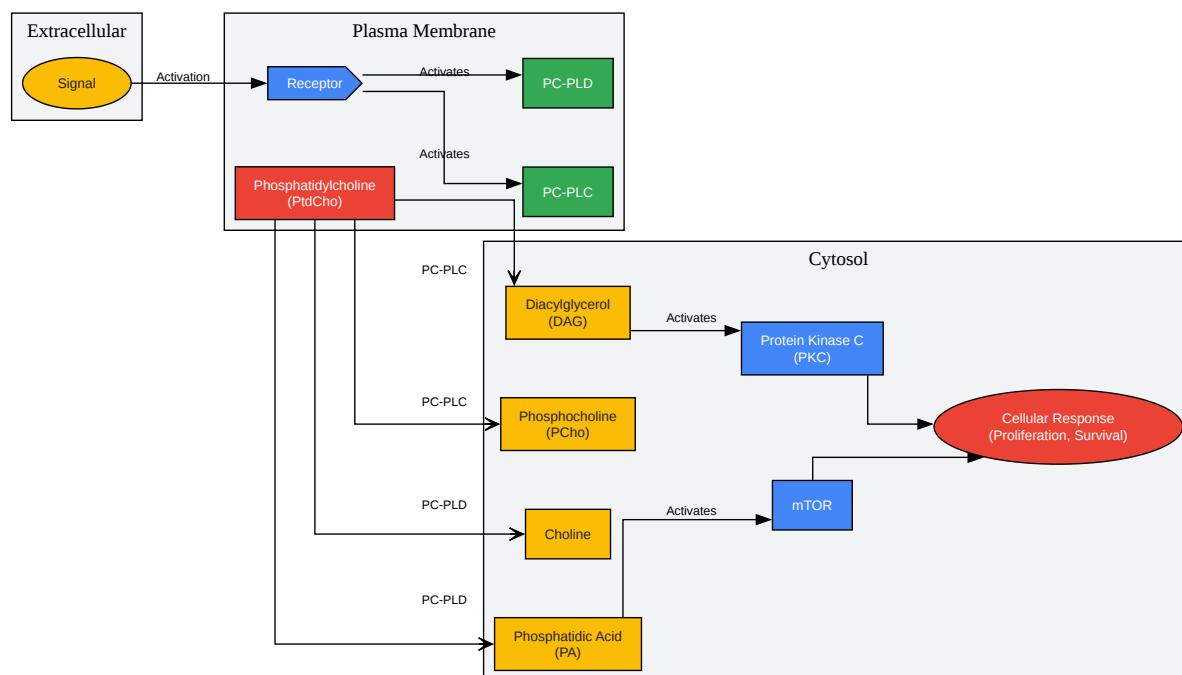 Extracellular
Plasma Membrane
Signal
Activation
Receptor
Activates
PC-PLD
Activates
PC-PLC
Phosphatidylcholine
(PtdCho)
Cytosol
PC-PLC
Diacylglycerol
(DAG)
Activates
Protein Kinase C
(PKC)
PC-PLC
Phosphocholine
(PCho)
Cellular Response
(Proliferation, Survival)
PC-PLD
Choline
Activates
mTOR
PC-PLD
Phosphatidic Acid
(PA)